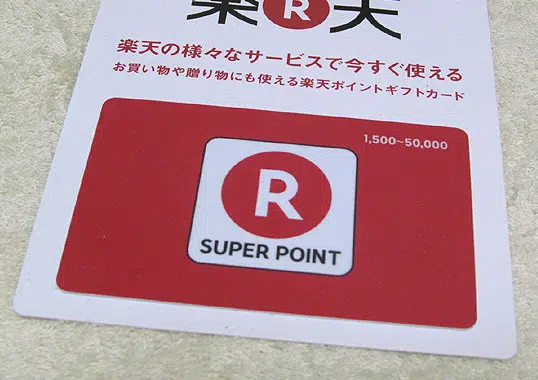 楽R天
楽天の様々なサービスで今すぐ使える
お買い物や贈り物にも使える楽天ポイントギフトカード
1,500~50,000
R
SUPER POINT